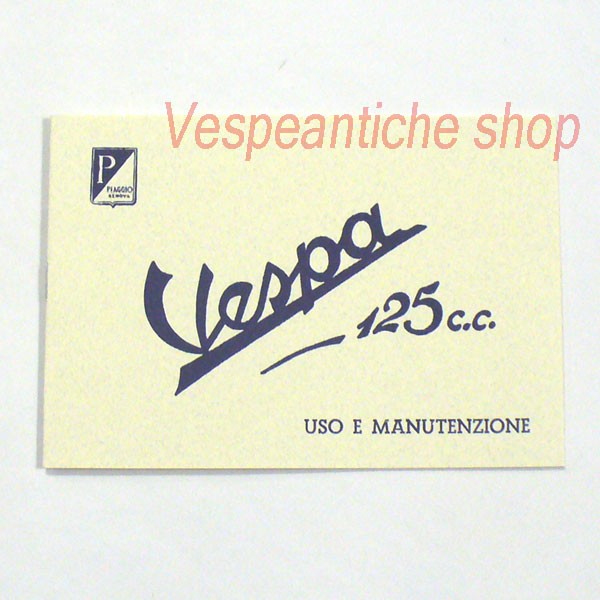 Vespeantiche shop
P
PIAGGIO
GENOVA
Vespa
125 c.c.
USO E MANUTENZIONE